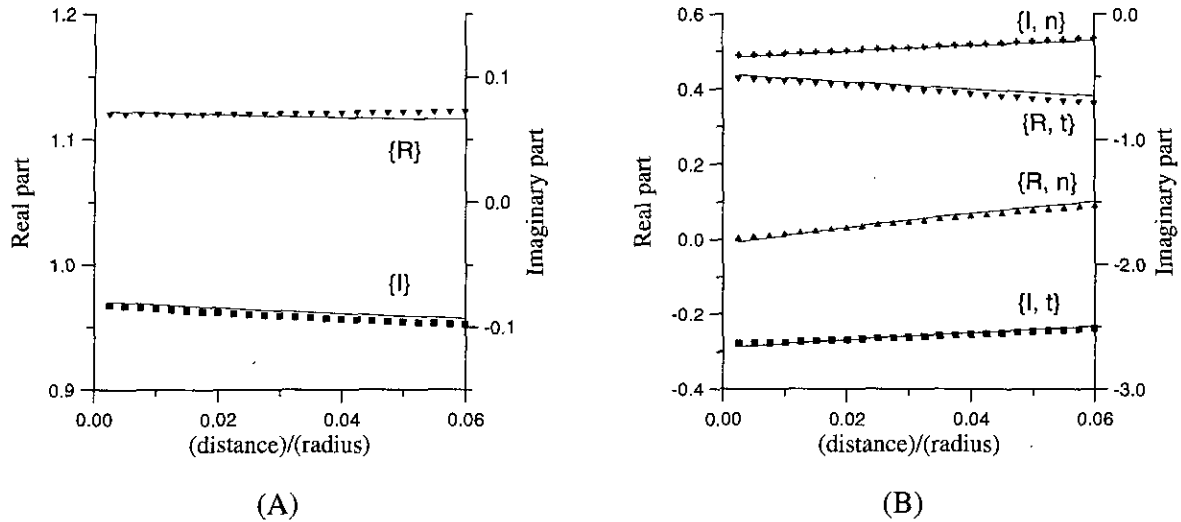 1.2
1.1
1.0
0.9
Real part
0.1
0.0
-0.1
Imaginary part
{R}
{I}
0.00
0.02
0.04
0.06
(distance)/(radius)
(A)
0.6
0.4
0.2
0.0
-0.2
-0.4
Real part
0.0
-1.0
-2.0
-3.0
Imaginary part
{I, n}
{R, t}
{R, n}
{I, t}
0.00
0.02
0.04
0.06
(distance)/(radius)
(B)